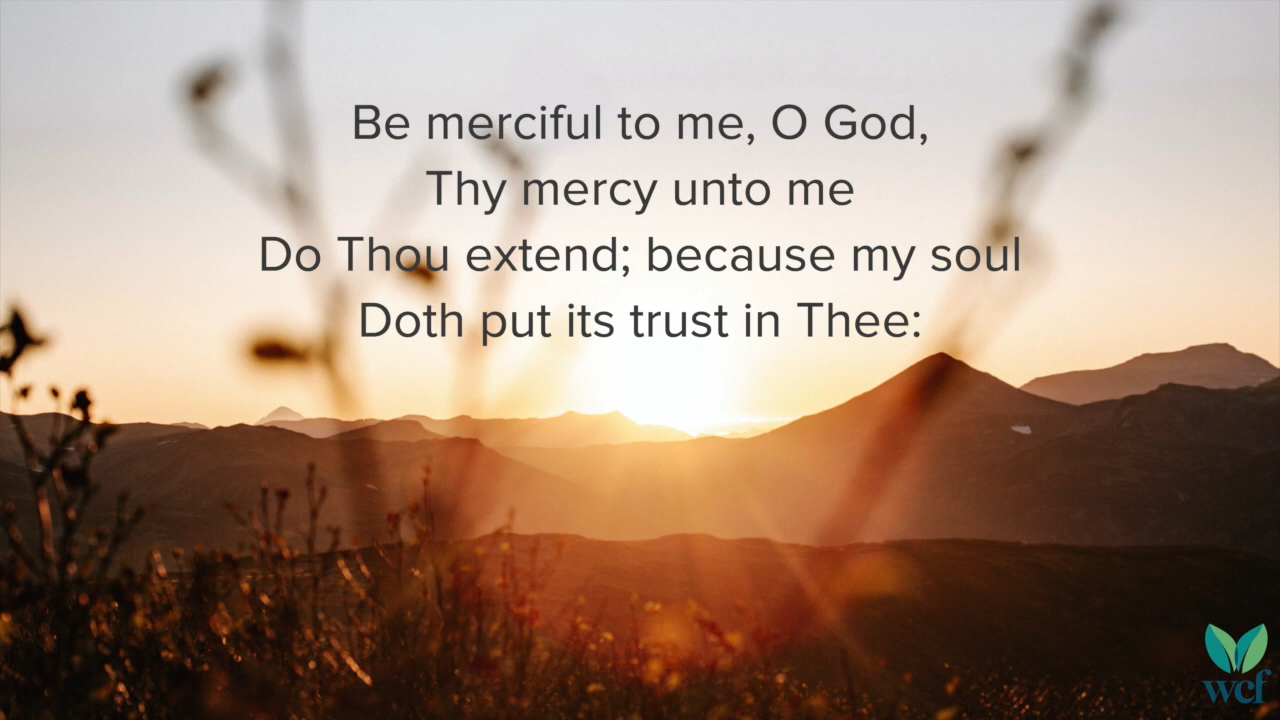 Be merciful to me, O God,
Thy mercy unto me
Do Thou extend; because my soul
Doth put its trust in Thee:
wcf